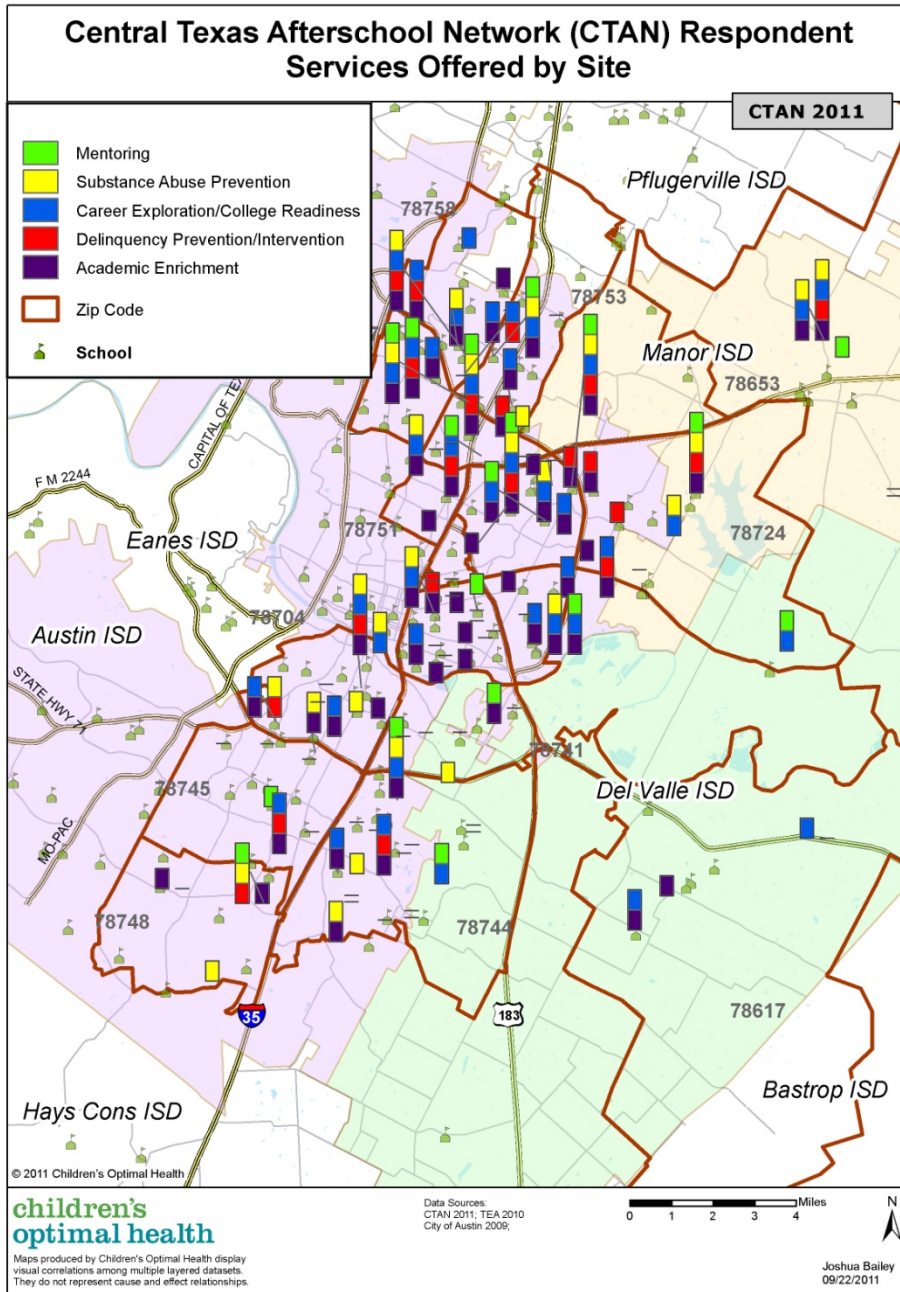 Central Texas Afterschool Network (CTAN) Respondent
Services Offered by Site
CTAN 2011
Mentoring
Substance Abuse Prevention
Career Exploration/College Readiness
Delinquency Prevention/Intervention
Academic Enrichment
Zip Code
School
Pflugerville ISD
78758
78753
Manor ISD
78653
CAPITAL OF TEX
F M 2244
78751
78724
Eanes ISD
78704
Austin ISD
STATE HWY 71
78741
78745
Del Valle ISD
MO-PAC
78748
78744
35
183
78617
Bastrop ISD
Hays Cons ISD
© 2011 Children's Optimal Health
children's
optimal health
Maps produced by Children's Optimal Health display
visual correlations among multiple layered datasets.
They do not represent cause and effect relationships.
Data Sources:
CTAN 2011; TEA 2010
City of Austin 2009;
Miles
0 1 2 3 4
N
Joshua Bailey
09/22/2011